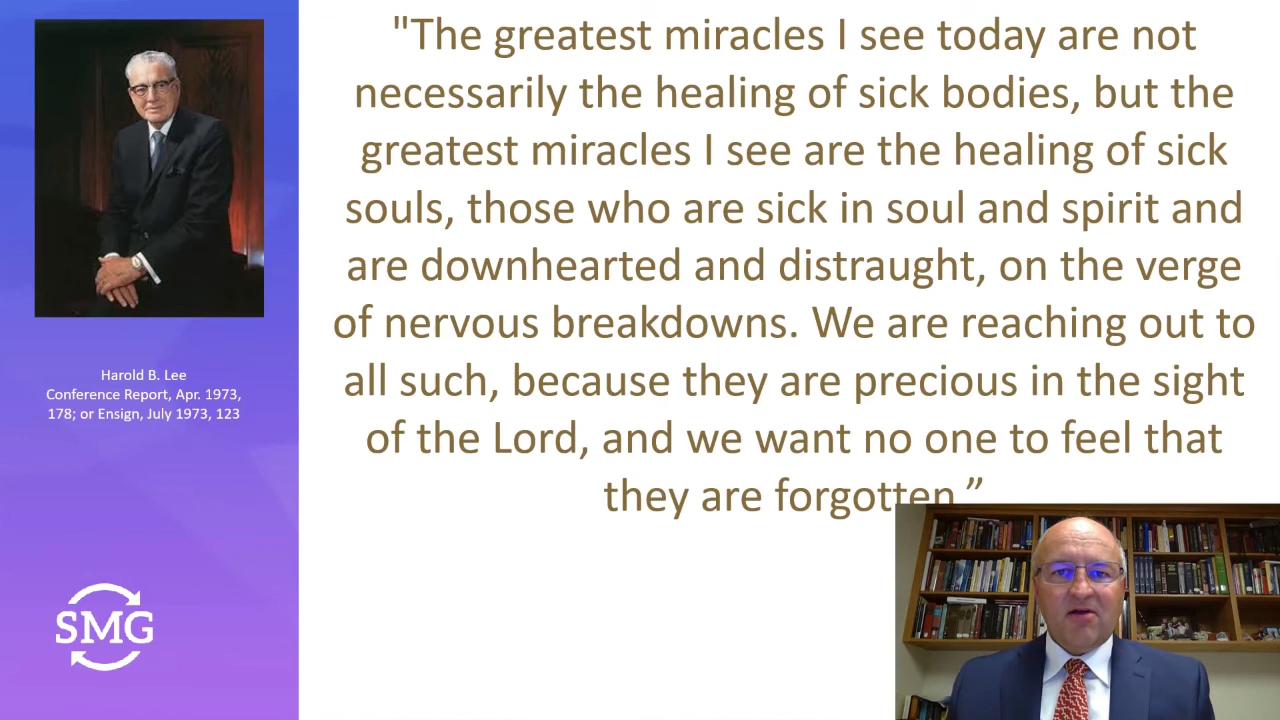 "The greatest miracles I see today are not
necessarily the healing of sick bodies, but the
greatest miracles I see are the healing of sick
souls, those who are sick in soul and spirit and
are downhearted and distraught, on the verge
of nervous breakdowns. We are reaching out to
all such, because they are precious in the sight
of the Lord, and we want no one to feel that
they are forgotten.”
Harold B. Lee
Conference Report, Apr. 1973,
178; or Ensign, July 1973, 123
SMG